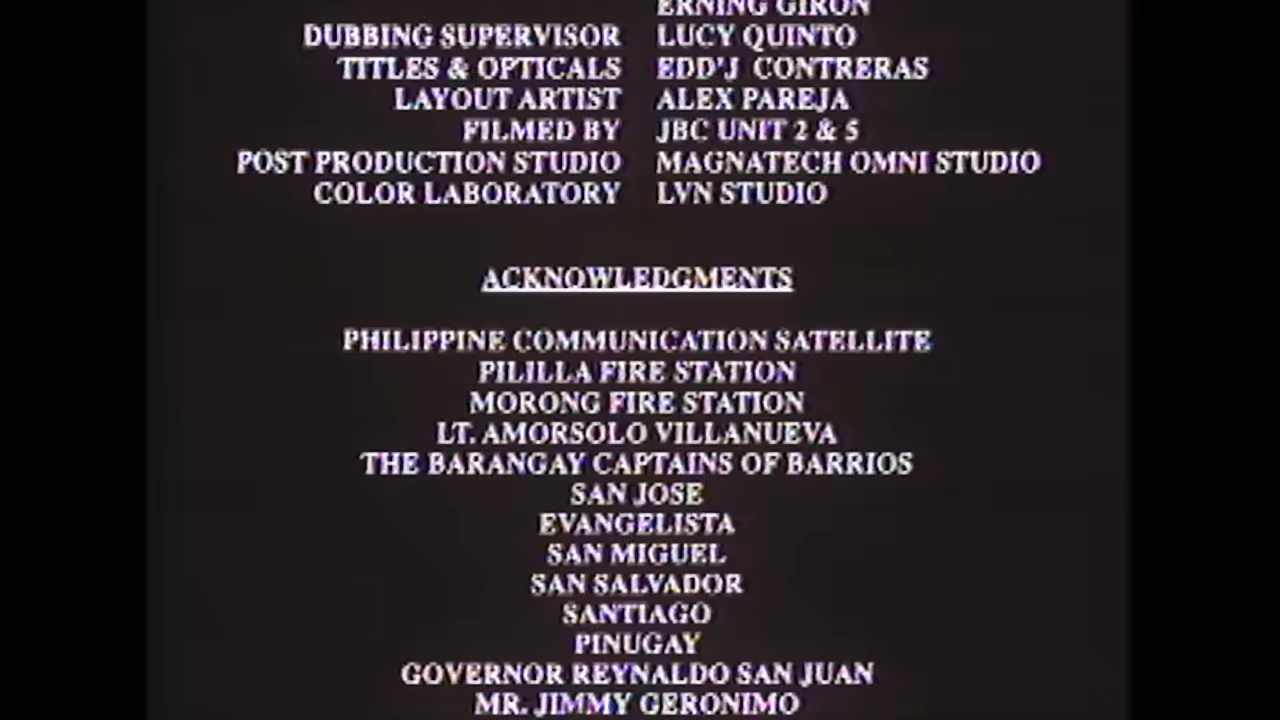 ERNING GIRON
DUBBING SUPERVISOR LUCY QUINTO
TITLES & OPTICALS EDD'J CONTRERAS
LAYOUT ARTIST ALEX PAREJA
FILMED BY JBC UNIT 2 & 5
POST PRODUCTION STUDIO MAGNATECH OMNI STUDIO
COLOR LABORATORY LVN STUDIO
ACKNOWLEDGMENTS
PHILIPPINE COMMUNICATION SATELLITE
PILILLA FIRE STATION
MORONG FIRE STATION
LT. AMORSOLO VILLANUEVA
THE BARANGAY CAPTAINS OF BARRIOS
SAN JOSE
EVANGELISTA
SAN MIGUEL
SAN SALVADOR
SANTIAGO
PINUGAY
GOVERNOR REYNALDO SAN JUAN
MR. JIMMY GERONIMO